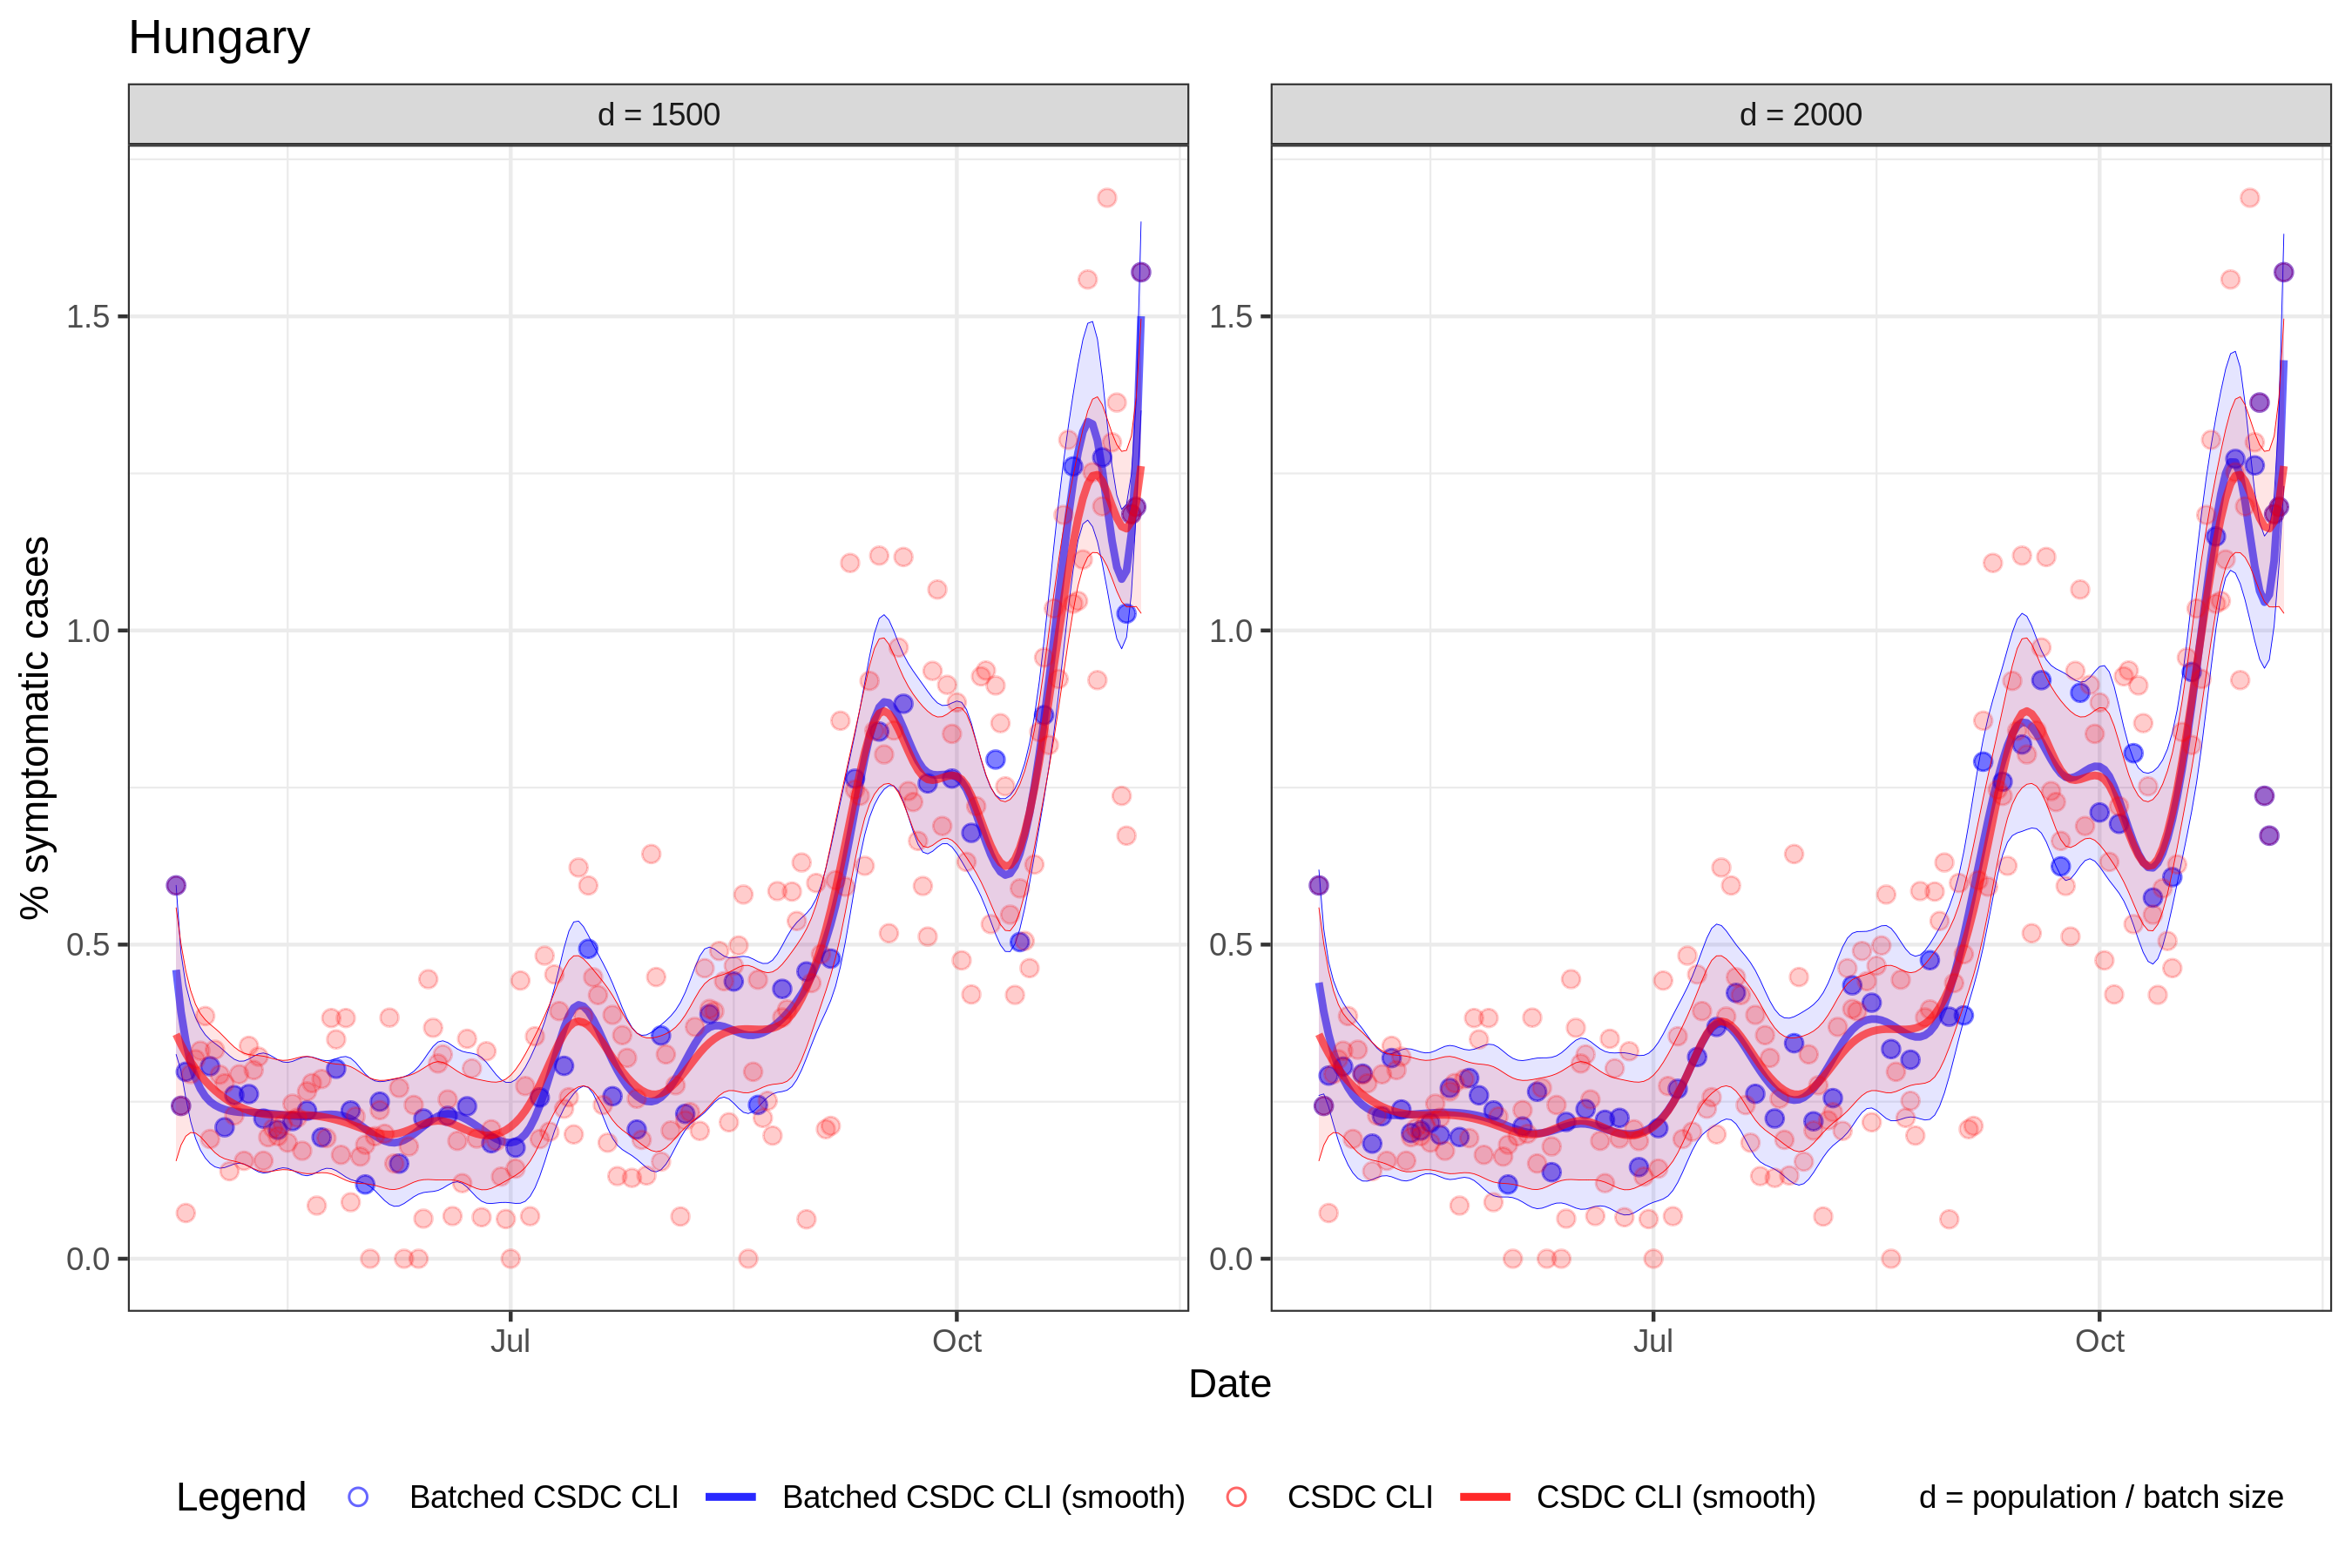 Hungary
d = 1500
d = 2000
% symptomatic cases
1.5
1.0
0.5
0.0
1.5
1.0
0.5
0.0
Jul
Oct
Jul
Oct
Date
Legend
Batched CSDC CLI
Batched CSDC CLI (smooth)
CSDC CLI
CSDC CLI (smooth)
d = population / batch size